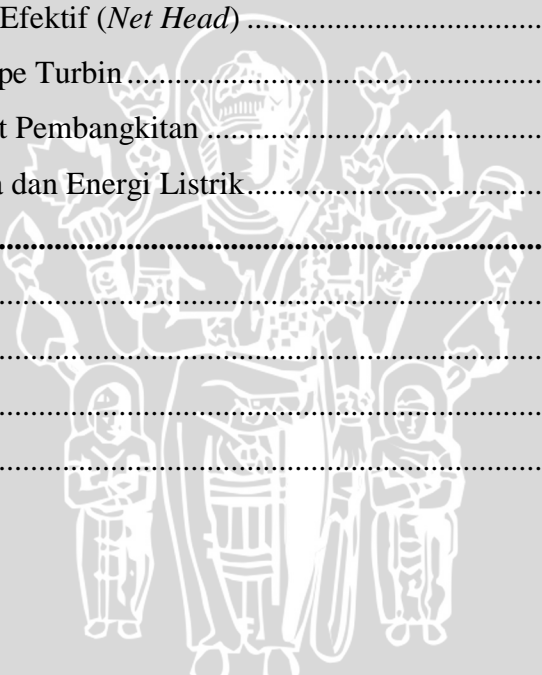 Efektif (Net Head) ..........................................
pe Turbin ..........................................................
t Pembangkitan ...............................................
dan Energi Listrik..........................................